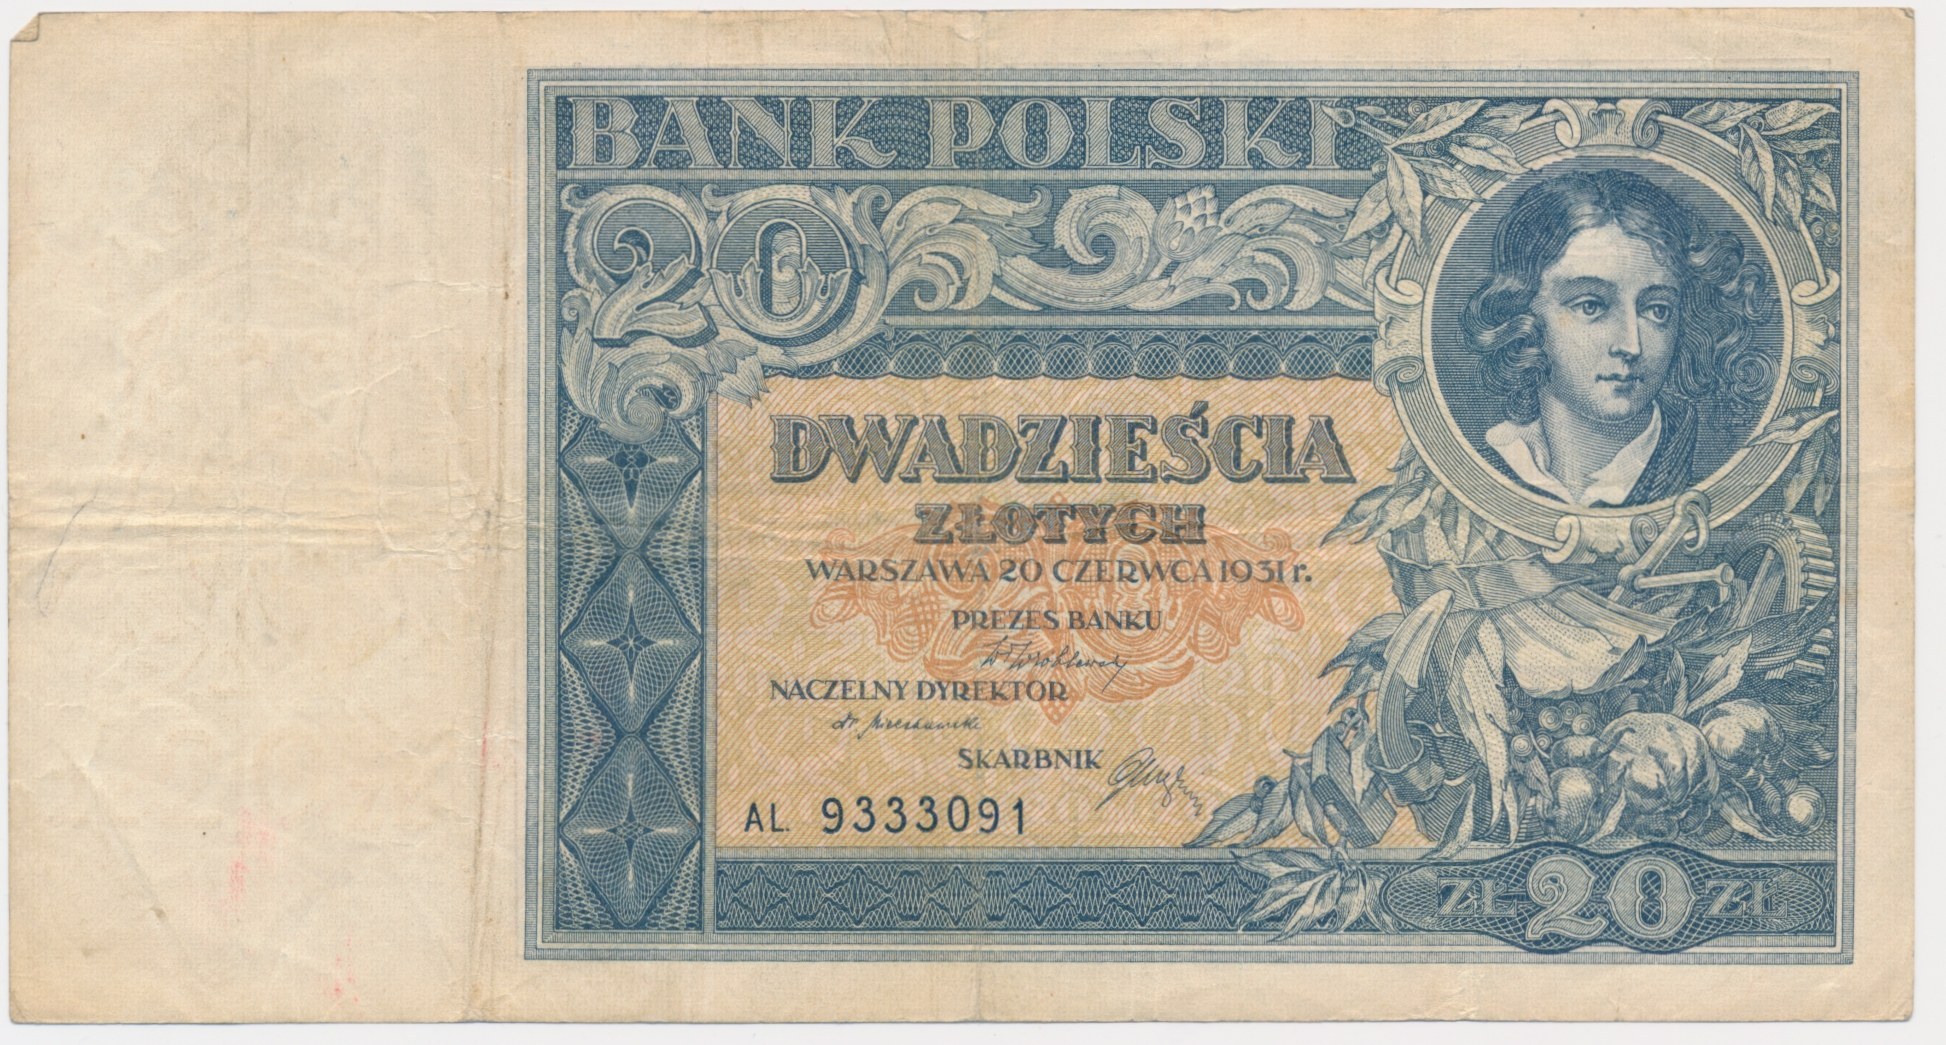 BANK POLSKI
20
DWADZIEŚCIA
ZŁOTYCH
WARSZAWA 20 CZERWCA 1931 r.
PREZES BANKU
NACZELNY DYREKTOR
SKARBNIK
AL. 9333091
ZŁ 20 ZŁ